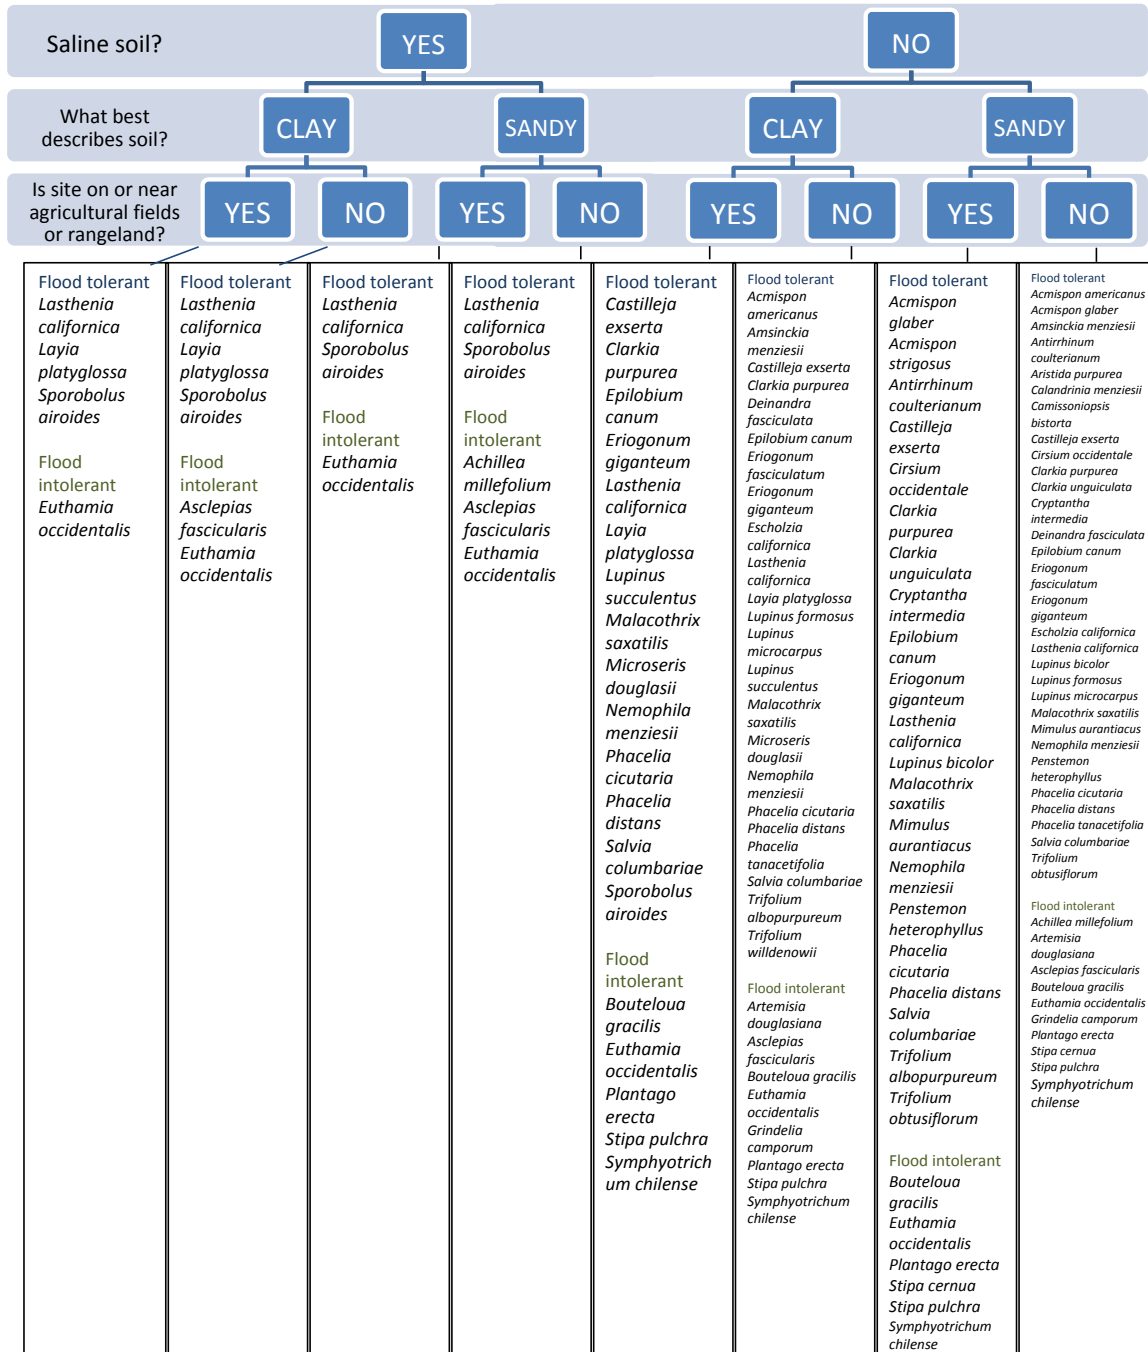 Saline soil?
YES
NO
What best
describes soil?
CLAY
SANDY
CLAY
SANDY
Is site on or near
agricultural fields
or rangeland?
YES
NO
YES
NO
YES
NO
YES
NO
Flood tolerant
Lasthenia
californica
Layia
platyglossa
Sporobolus
airoides
Flood
intolerant
Euthamia
occidentalis
Flood tolerant
Lasthenia
californica
Layia
platyglossa
Sporobolus
airoides
Flood
intolerant
Asclepias
fascicularis
Euthamia
occidentalis
Flood tolerant
Lasthenia
californica
Sporobolus
airoides
Flood
intolerant
Euthamia
occidentalis
Flood tolerant
Lasthenia
californica
Sporobolus
airoides
Flood
intolerant
Achillea
millefolium
Asclepias
fascicularis
Euthamia
occidentalis
Flood tolerant
Castilleja
exserta
Clarkia
purpurea
Epilobium
canum
Eriogonum
giganteum
Lasthenia
californica
Layia
platyglossa
Lupinus
succulentus
Malacothrix
saxatilis
Microseris
douglasii
Nemophila
menziesii
Phacelia
cicutaria
Phacelia
distans
Salvia
columbariae
Sporobolus
airoides
Flood
intolerant
Bouteloua
gracilis
Euthamia
occidentalis
Plantago
erecta
Stipa pulchra
Symphyotrich
um chilense
Flood tolerant
Acmispon
americanus
Amsinckia
menziesii
Castilleja exserta
Clarkia purpurea
Deinandra
fasciculata
Epilobium canum
Eriogonum
fasciculatum
Eriogonum
giganteum
Escholzia
californica
Lasthenia
californica
Layia platyglossa
Lupinus formosus
Lupinus
microcarpus
Lupinus
succulentus
Malacothrix
saxatilis
Microseris
douglasii
Nemophila
menziesii
Phacelia cicutaria
Phacelia distans
Phacelia
tanacetifolia
Salvia columbariae
Trifolium
albopurpureum
Trifolium
willdenowii
Flood intolerant
Artemisia
douglasiana
Asclepias
fascicularis
Bouteloua gracilis
Euthamia
occidentalis
Grindelia
camporum
Plantago erecta
Stipa pulchra
Symphyotrichum
chilense
Flood tolerant
Acmispon
glaber
Acmispon
strigosus
Antirrhinum
coulterianum
Castilleja
exserta
Cirsium
occidentale
Clarkia
purpurea
Clarkia
unguiculata
Cryptantha
intermedia
Epilobium
canum
Eriogonum
giganteum
Lasthenia
californica
Lupinus bicolor
Malacothrix
saxatilis
Mimulus
aurantiacus
Nemophila
menziesii
Penstemon
heterophyllus
Phacelia
cicutaria
Phacelia distans
Salvia
columbariae
Trifolium
albopurpureum
Trifolium
obtusiflorum
Flood intolerant
Bouteloua
gracilis
Euthamia
occidentalis
Plantago erecta
Stipa cernua
Stipa pulchra
Symphyotrichum
chilense
Flood tolerant
Acmispon americanus
Acmispon glaber
Amsinckia menziesii
Antirrhinum
coulterianum
Aristida purpurea
Calandrinia menziesii
Camissoniopsis
bistorta
Castilleja exserta
Cirsium occidentale
Clarkia purpurea
Clarkia unguiculata
Cryptantha
intermedia
Deinandra fasciculata
Epilobium canum
Eriogonum
fasciculatum
Eriogonum
giganteum
Escholzia californica
Lasthenia californica
Lupinus bicolor
Lupinus formosus
Lupinus microcarpus
Malacothrix saxatilis
Mimulus aurantiacus
Nemophila menziesii
Penstemon
heterophyllus
Phacelia cicutaria
Phacelia distans
Phacelia tanacetifolia
Salvia columbariae
Trifolium
obtusiflorum
Flood intolerant
Achillea millefolium
Artemisia
douglasiana
Asclepias fascicularis
Bouteloua gracilis
Euthamia occidentalis
Grindelia camporum
Plantago erecta
Stipa cernua
Stipa pulchra
Symphyotrichum
chilense